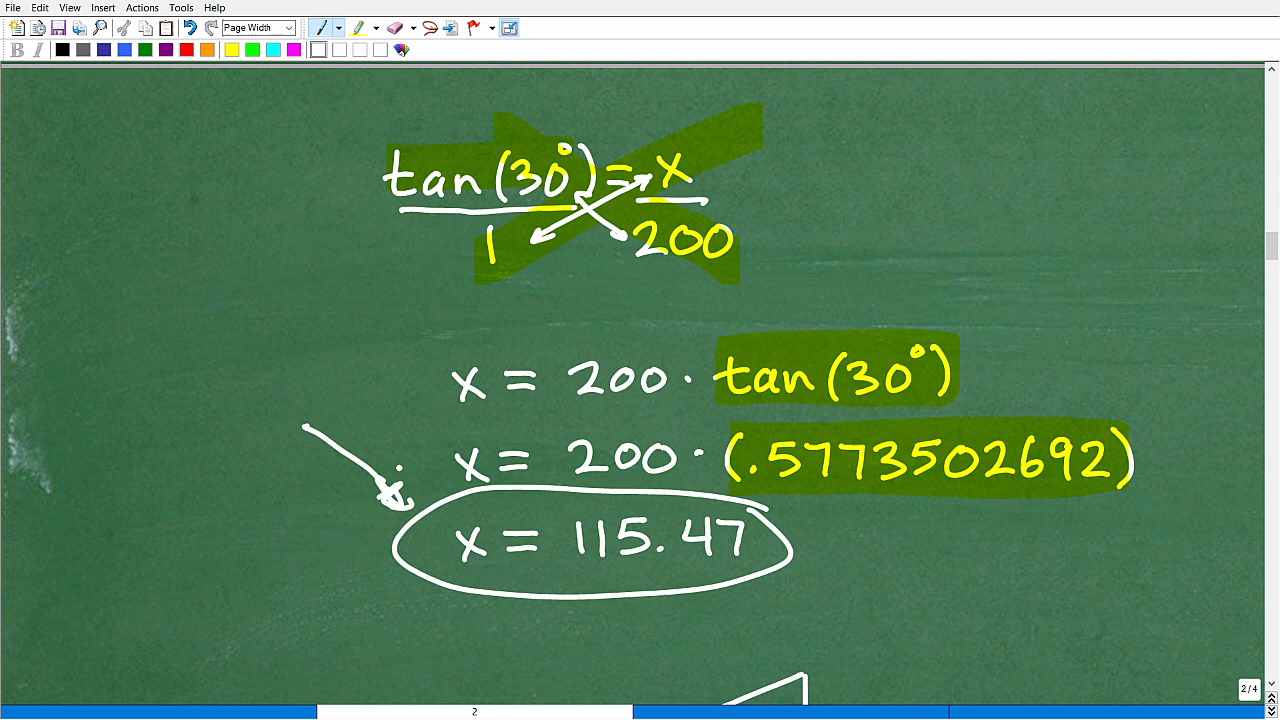 File Edit View Insert Actions Tools Help
Page Width
B I
tan(30°) = x
1 200
x = 200 · tan(30°)
x = 200 · (.5773502692)
x = 115.47
2/4
2